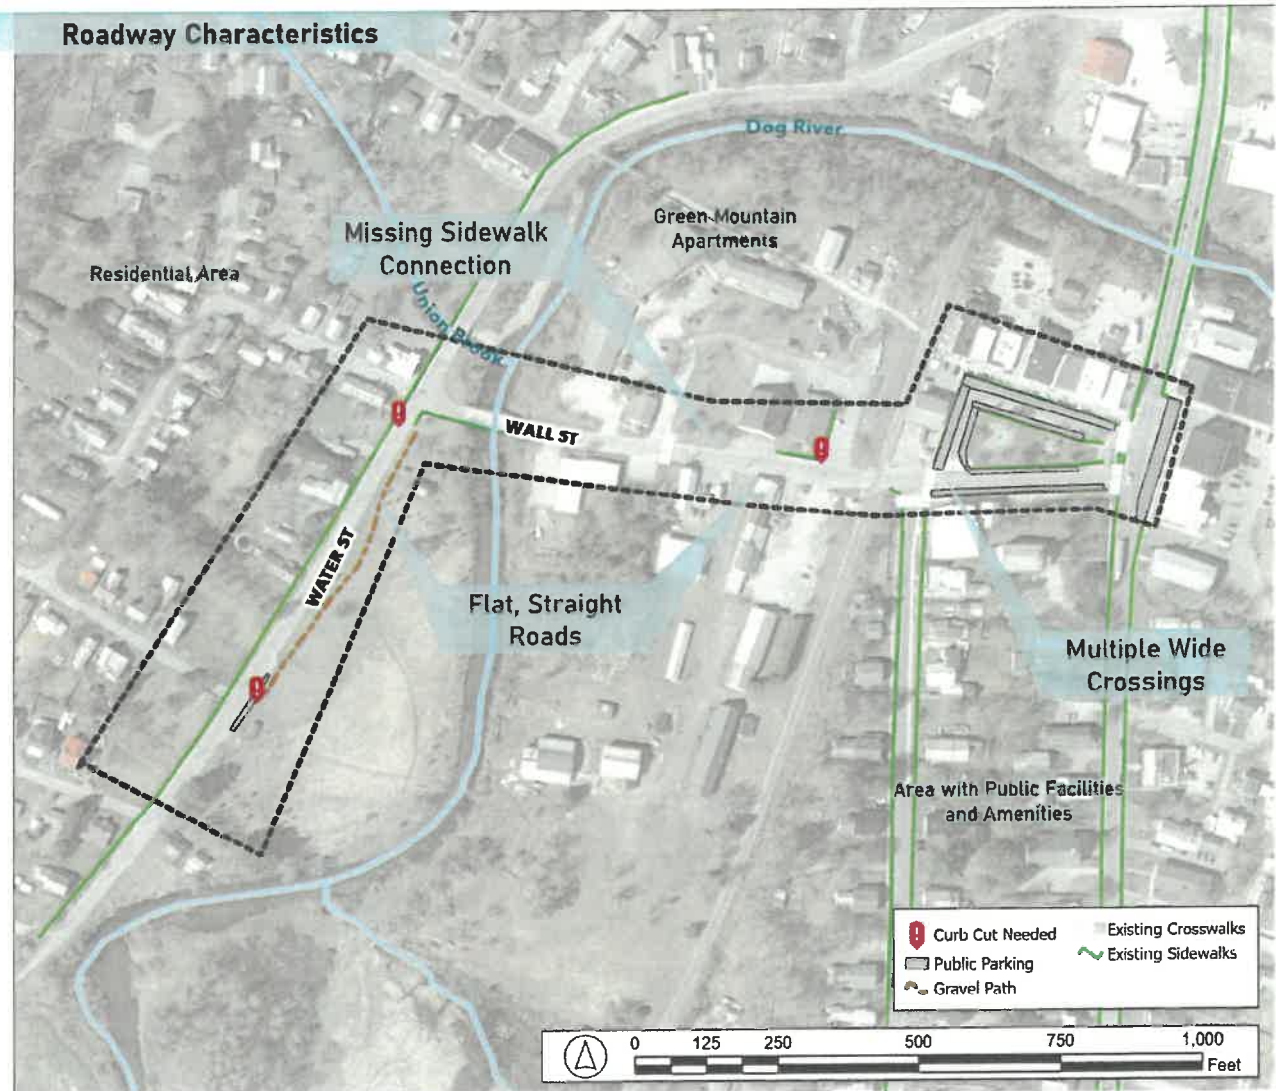 Roadway Characteristics
Dog River
Missing Sidewalk
Connection
Green Mountain
Apartments
Residential Area
Union Brook
WALL ST
WATER ST
Flat, Straight
Roads
Multiple Wide
Crossings
Area with Public Facilities
and Amenities
Curb Cut Needed
Existing Crosswalks
Public Parking
Existing Sidewalks
Gravel Path
0 125 250 500 750 1,000
Feet